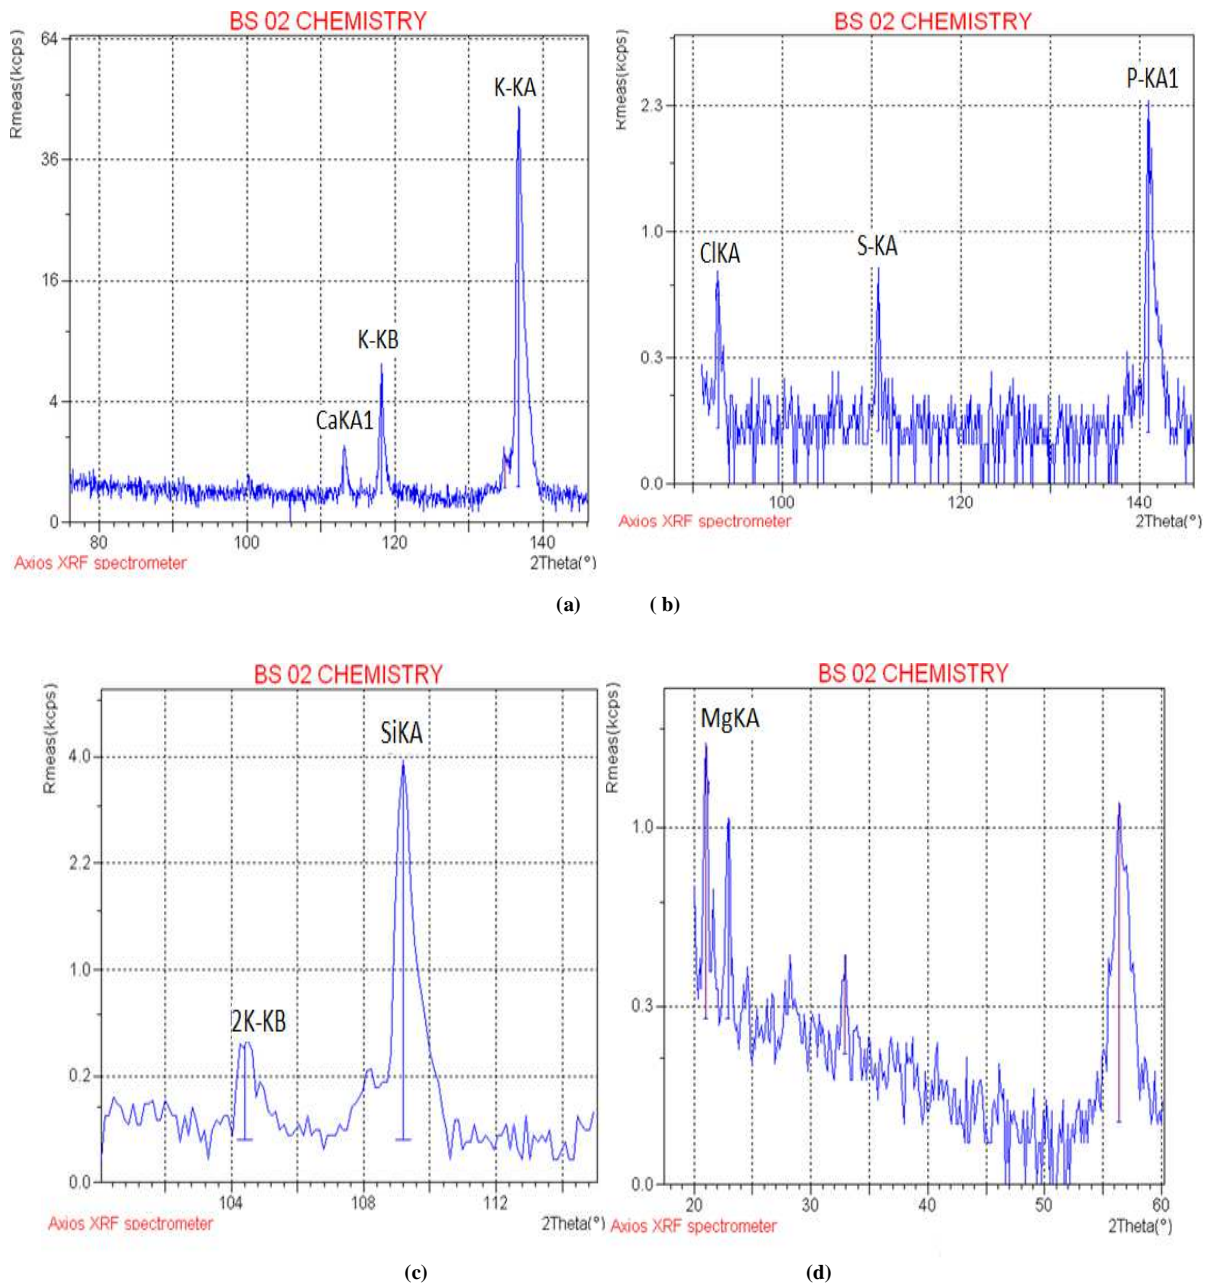 BS 02 CHEMISTRY
Rmeas(kcps)
64
36
16
4
0
K-KA
K-KB
CaKA1
80 100 120 140
Axios XRF spectrometer
2Theta(°)
BS 02 CHEMISTRY
Rmeas(kcps)
2.3
1.0
0.3
0.0
P-KA1
ClKA
S-KA
100 120 140
Axios XRF spectrometer
2Theta(°)
(a) ( b)
BS 02 CHEMISTRY
Rmeas(kcps)
4.0
2.2
1.0
0.2
0.0
SiKA
2K-KB
104 108 112
Axios XRF spectrometer
2Theta(°)
BS 02 CHEMISTRY
Rmeas(kcps)
1.0
0.3
0.0
MgKA
20 30 40 50 60
Axios XRF spectrometer
2Theta(°)
(c) (d)